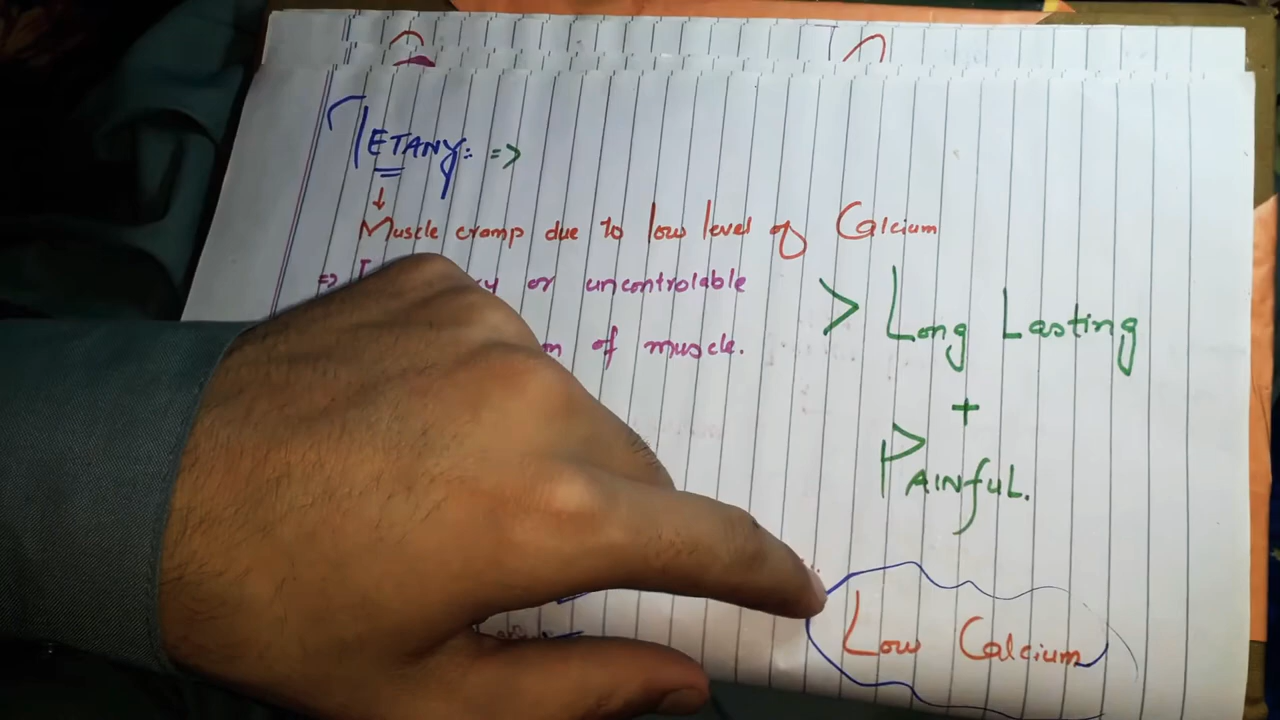 TETANY: =>
↓
Muscle cramp due to low level of Calcium
=> or uncontrolable
of muscle.
> Long Lasting
+
PAINfUL.
Low Calcium